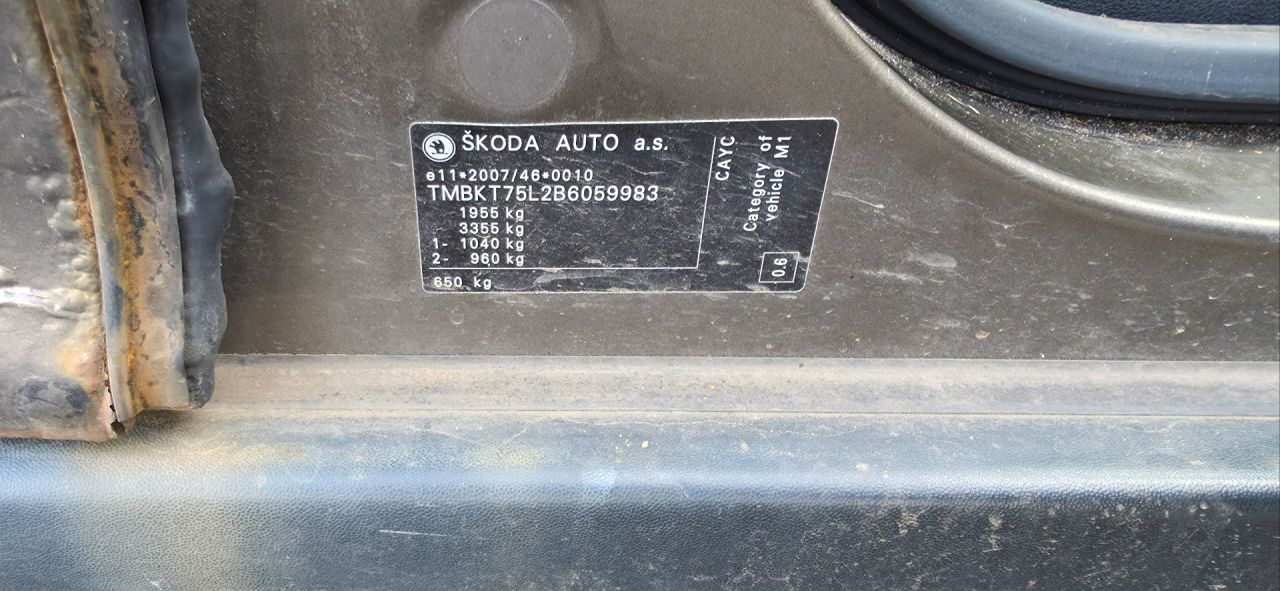 ŠKODA AUTO a.s.
e11*2007/46*0010
TMBKT75L2B6059983
1955 kg
3355 kg
1- 1040 kg
2- 960 kg
650 kg
CAYC
Category of
vehicle M1
0.6